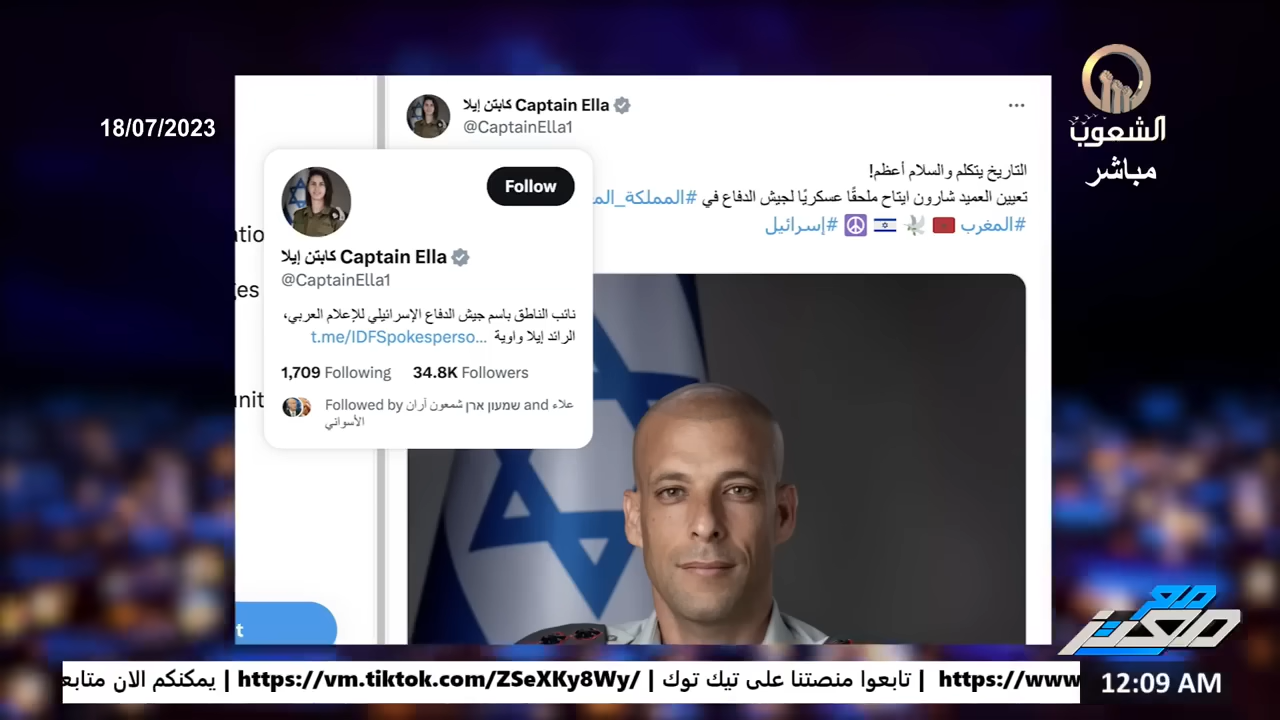 18/07/2023
الشعوب
مباشر
كابتن إيلا Captain Ella
@CaptainElla1
التاريخ يتكلم والسلام أعظم!
تعيين العميد شارون ايتاح ملحقًا عسكريًا لجيش الدفاع في #المملكة_الم
#المغرب 🇲🇦 🕊 🇮🇱 ☮ #إسرائيل
Follow
كابتن إيلا Captain Ella
@CaptainElla1
نائب الناطق باسم جيش الدفاع الإسرائيلي للإعلام العربي،
الرائد إيلا واوية t.me/IDFSpokesperso…
1,709 Following 34.8K Followers
Followed by שמעון ארן شمعون آران and علاء
الأسواني
مع معتز
يمكنكم الان متابع | https://vm.tiktok.com/ZSeXKy8Wy/ | تابعوا منصتنا على تيك توك | https://www
12:09 AM